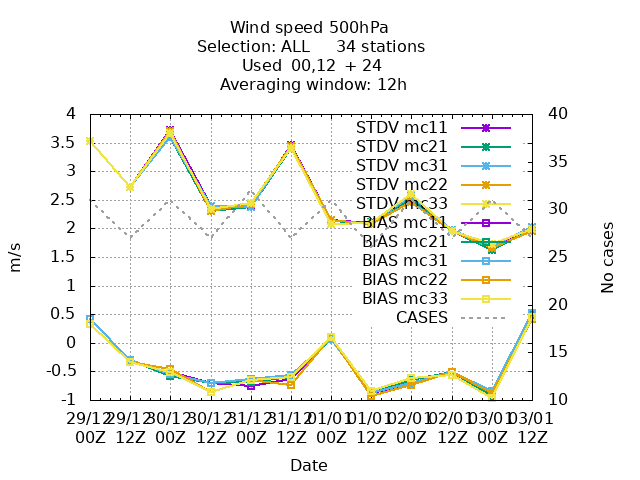 Wind speed 500hPa
Selection: ALL 34 stations
Used 00,12 + 24
Averaging window: 12h
4
3.5
3
2.5
2
1.5
1
0.5
0
-0.5
-1
m/s
40
35
30
25
20
15
10
No cases
STDV mc11
STDV mc21
STDV mc31
STDV mc22
STDV mc33
BIAS mc11
BIAS mc21
BIAS mc31
BIAS mc22
BIAS mc33
CASES
29/12 29/12 30/12 30/12 31/12 31/12 01/01 01/01 02/01 02/01 03/01 03/01
00Z 12Z 00Z 12Z 00Z 12Z 00Z 12Z 00Z 12Z 00Z 12Z
Date